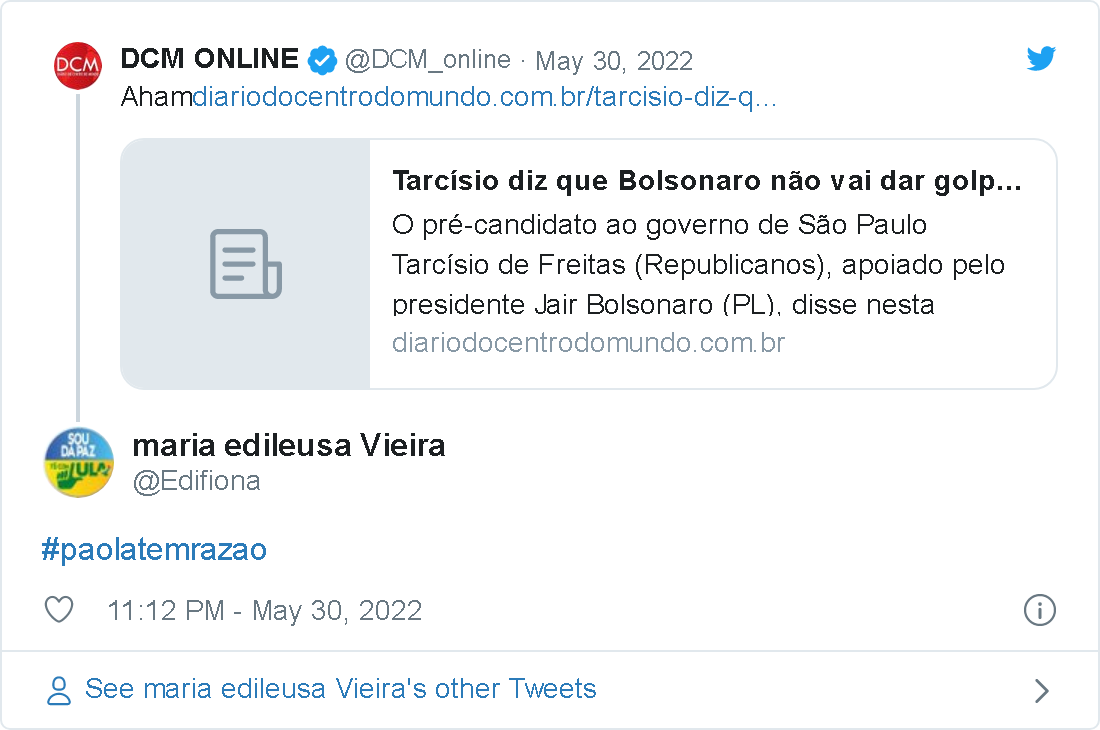 DCM
DCM ONLINE @DCM_online · May 30, 2022
Ahamdiariodocentrodomundo.com.br/tarcisio-diz-q...
Tarcísio diz que Bolsonaro não vai dar golp...
O pré-candidato ao governo de São Paulo
Tarcísio de Freitas (Republicanos), apoiado pelo
presidente Jair Bolsonaro (PL), disse nesta
diariodocentrodomundo.com.br
SOU
DA PAZ
LULA
maria edileusa Vieira
@Edifiona
#paolatemrazao
11:12 PM - May 30, 2022
See maria edileusa Vieira's other Tweets